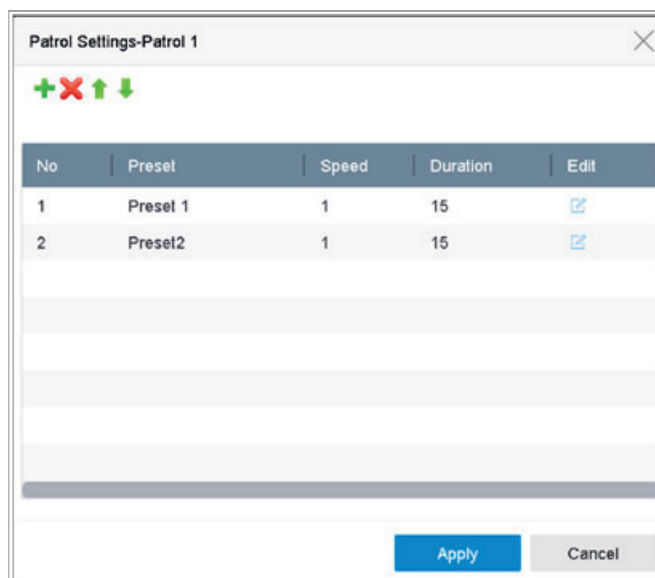 Patrol Settings-Patrol 1
No Preset Speed Duration Edit
1 Preset 1 1 15
2 Preset2 1 15
Apply Cancel